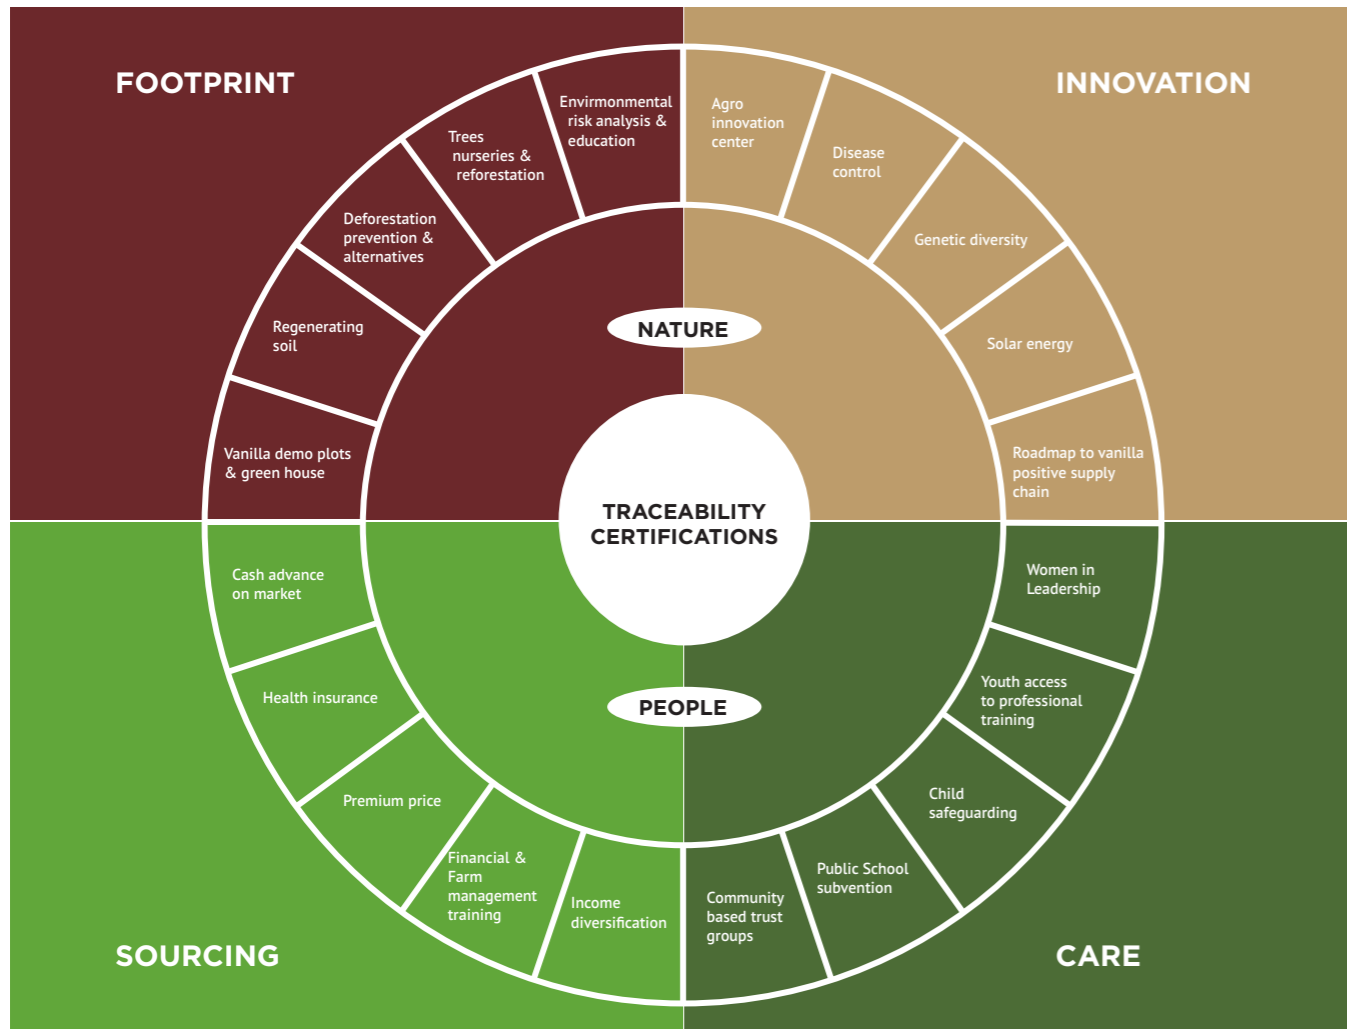 FOOTPRINT
INNOVATION
Envirmonmental
risk analysis &
education
Agro
innovation
center
Trees
nurseries &
reforestation
Disease
control
Deforestation
prevention &
alternatives
Genetic diversity
Regenerating
soil
NATURE
Solar energy
Vanilla demo plots
& green house
Roadmap to vanilla
positive supply
chain
TRACEABILITY
CERTIFICATIONS
Cash advance
on market
Women in
Leadership
Health insurance
PEOPLE
Youth access
to professional
training
Premium price
Child
safeguarding
Financial &
Farm
management
training
Public School
subvention
Income
diversification
Community
based trust
groups
SOURCING
CARE